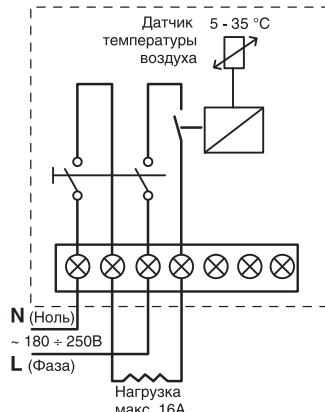 Датчик 5 - 35 °C
температуры
воздуха
N (Ноль)
~ 180 ÷ 250В
L (Фаза)
Нагрузка
макс. 16А